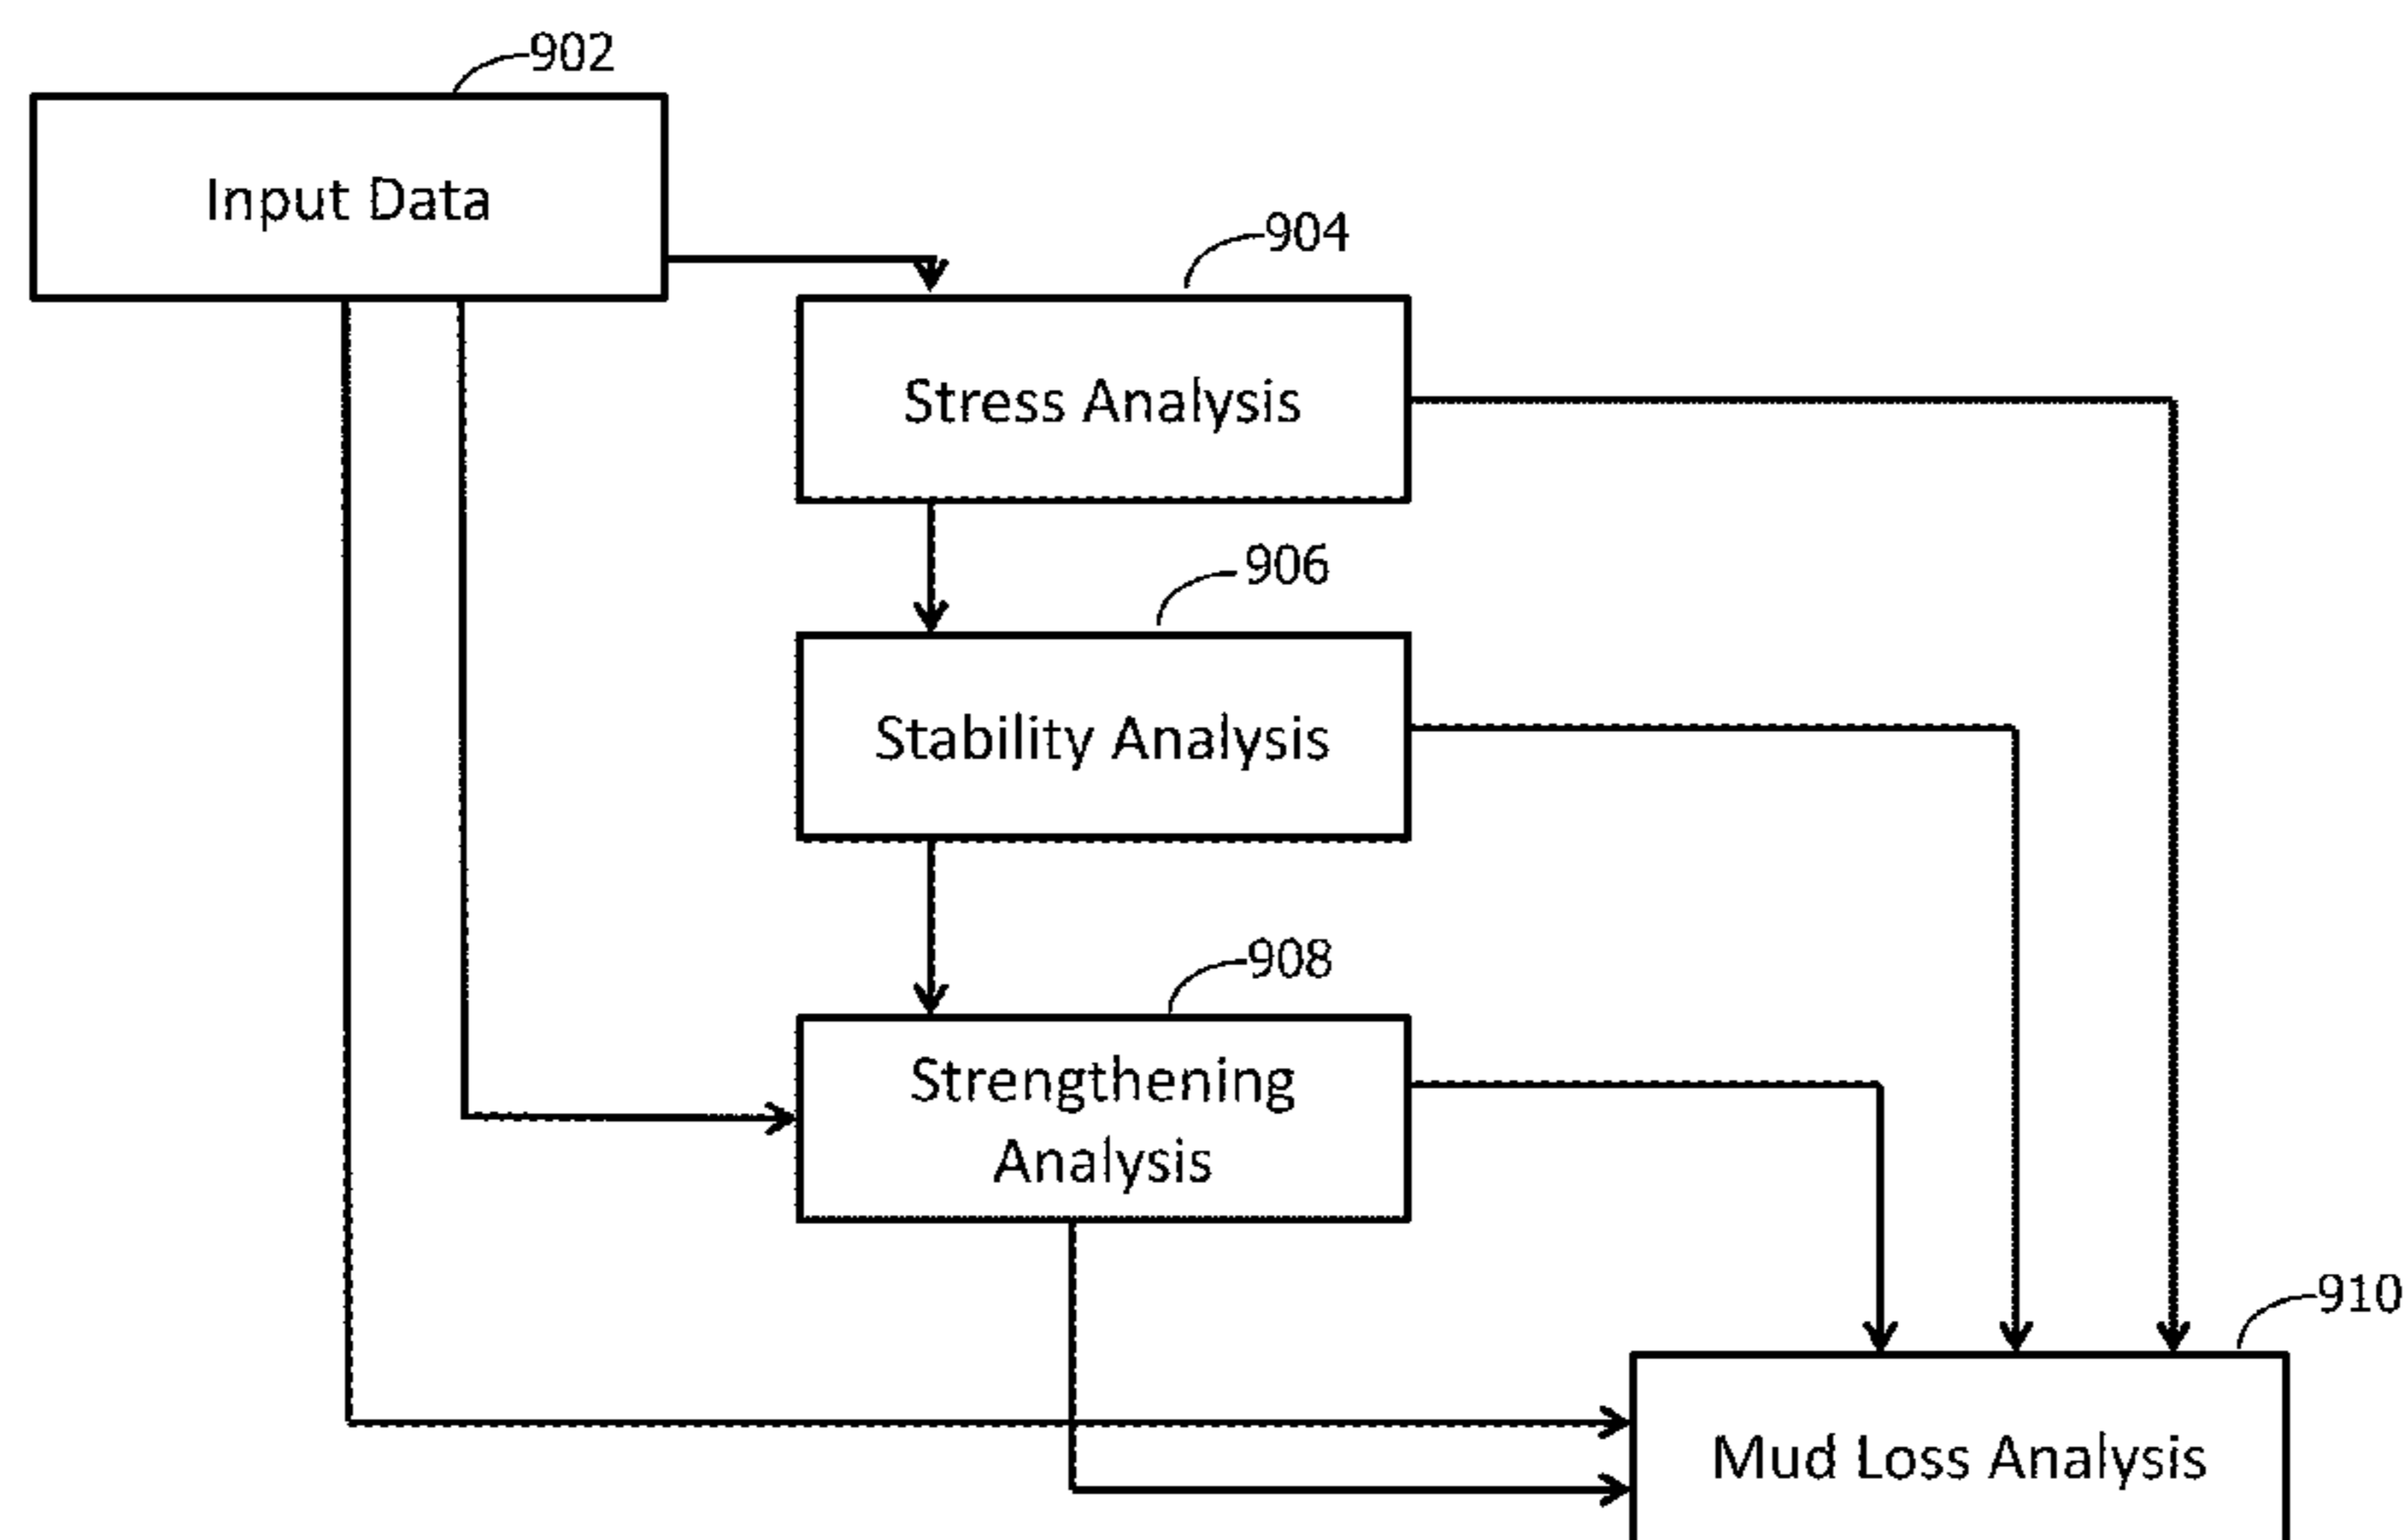 902
Input Data
904
Stress Analysis
906
Stability Analysis
908
Strengthening
Analysis
910
Mud Loss Analysis